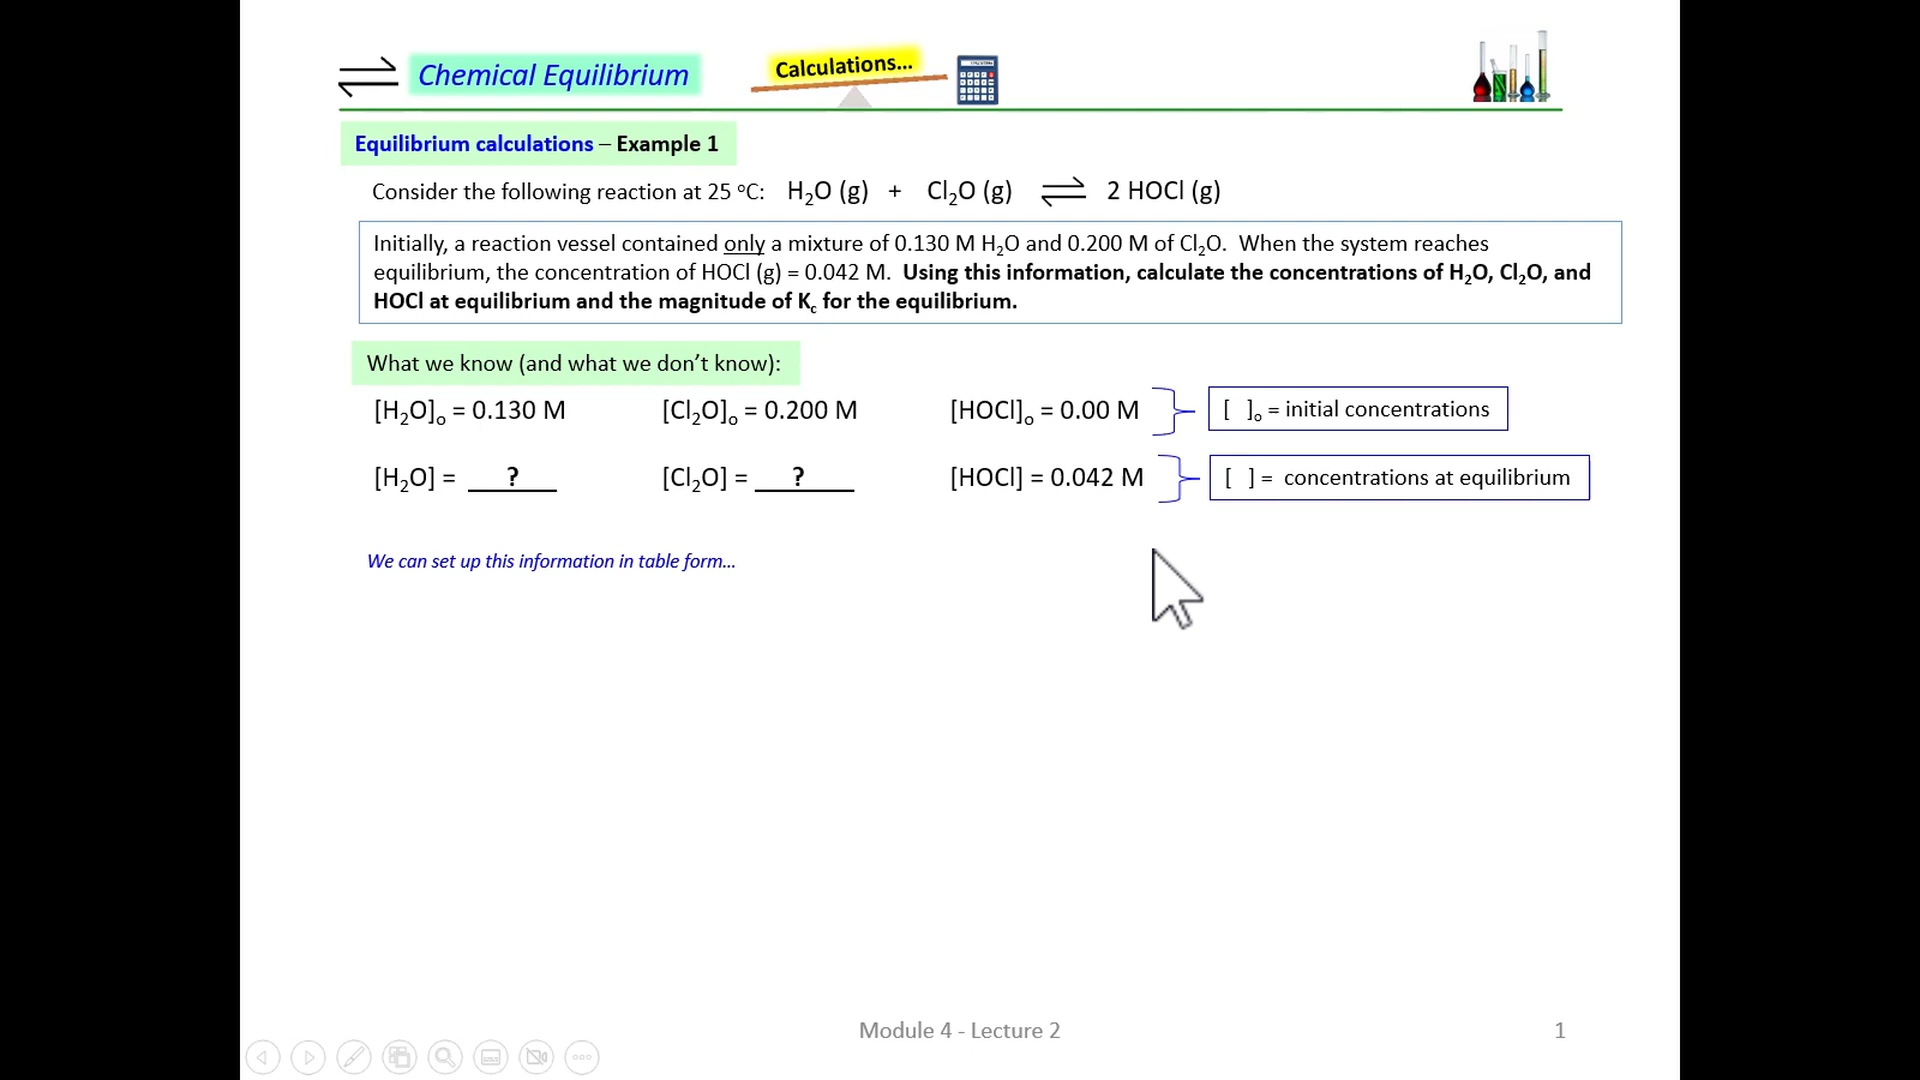 Chemical Equilibrium
Calculations...
Equilibrium calculations – Example 1
Consider the following reaction at 25 °C: H₂O (g) + Cl₂O (g) ⇌ 2 HOCl (g)
Initially, a reaction vessel contained only a mixture of 0.130 M H₂O and 0.200 M of Cl₂O. When the system reaches
equilibrium, the concentration of HOCl (g) = 0.042 M. Using this information, calculate the concentrations of H₂O, Cl₂O, and
HOCl at equilibrium and the magnitude of K꜀ for the equilibrium.
What we know (and what we don’t know):
[H₂O]ₒ = 0.130 M [Cl₂O]ₒ = 0.200 M [HOCl]ₒ = 0.00 M [ ]ₒ = initial concentrations
[H₂O] = ___?___ [Cl₂O] = ___?___ [HOCl] = 0.042 M [ ] = concentrations at equilibrium
We can set up this information in table form...
Module 4 - Lecture 2 1